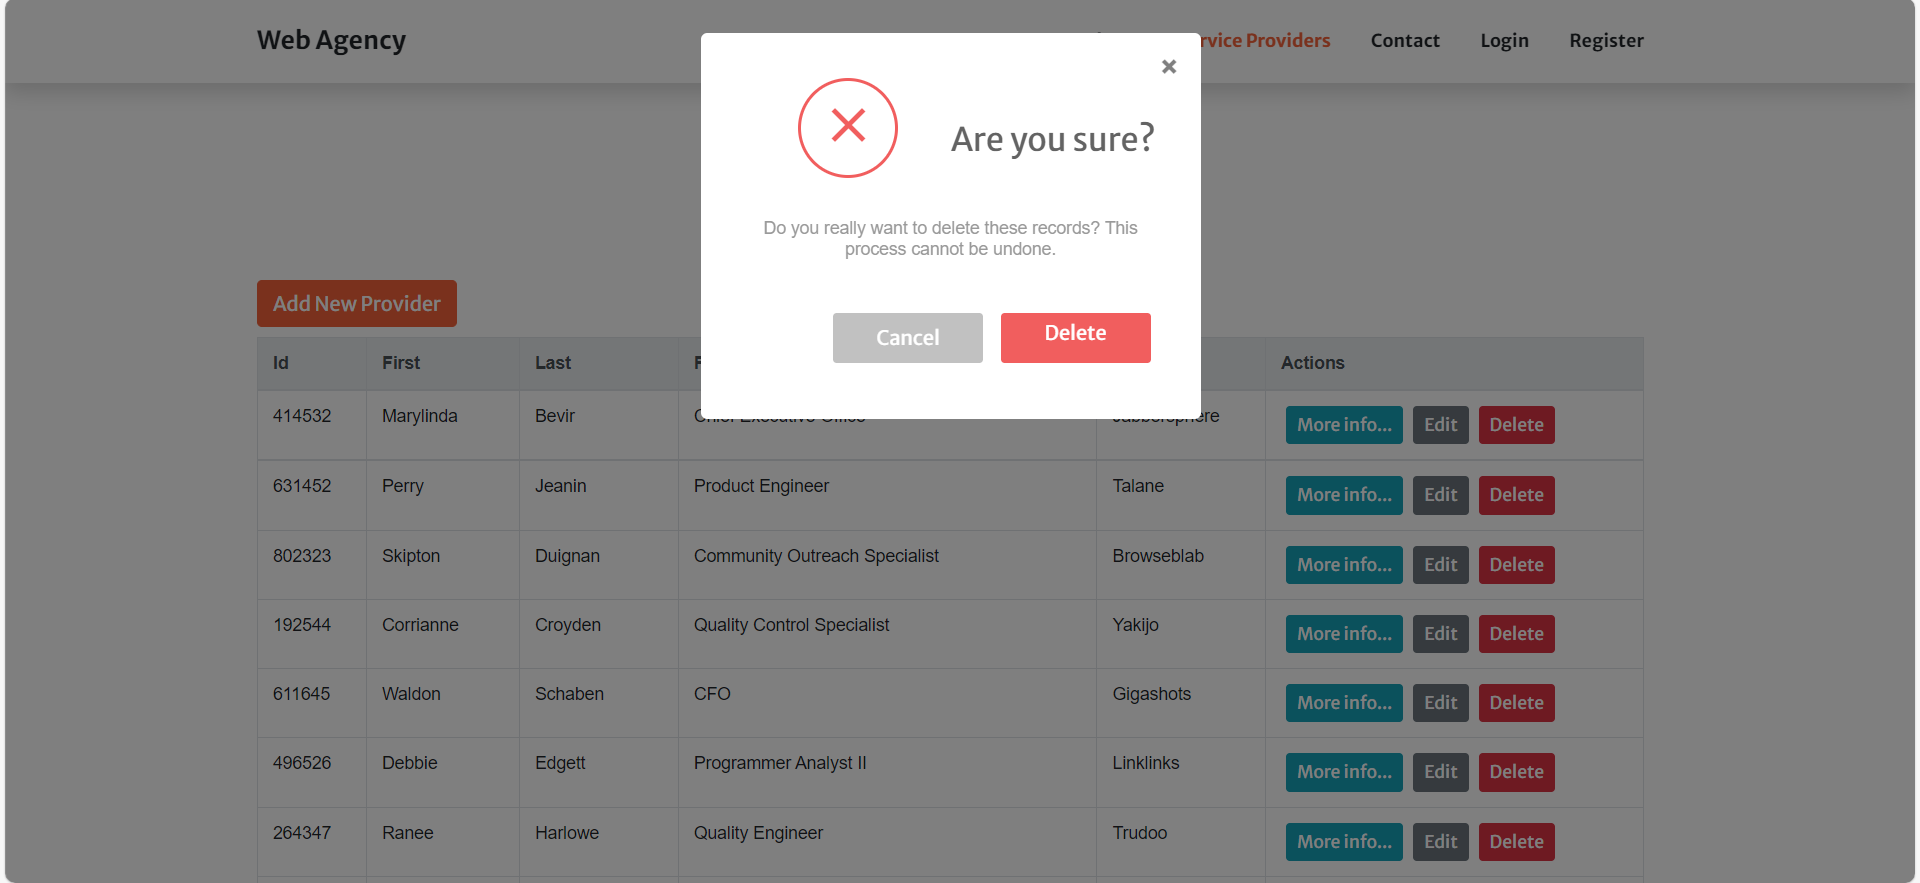 Web Agency
rvice Providers Contact Login Register
×
Are you sure?
Do you really want to delete these records? This
process cannot be undone.
Cancel Delete
Add New Provider
Id First Last Actions
414532 Marylinda Bevir Chief Executive Office Jabbersphere More info... Edit Delete
631452 Perry Jeanin Product Engineer Talane More info... Edit Delete
802323 Skipton Duignan Community Outreach Specialist Browseblab More info... Edit Delete
192544 Corrianne Croyden Quality Control Specialist Yakijo More info... Edit Delete
611645 Waldon Schaben CFO Gigashots More info... Edit Delete
496526 Debbie Edgett Programmer Analyst II Linklinks More info... Edit Delete
264347 Ranee Harlowe Quality Engineer Trudoo More info... Edit Delete